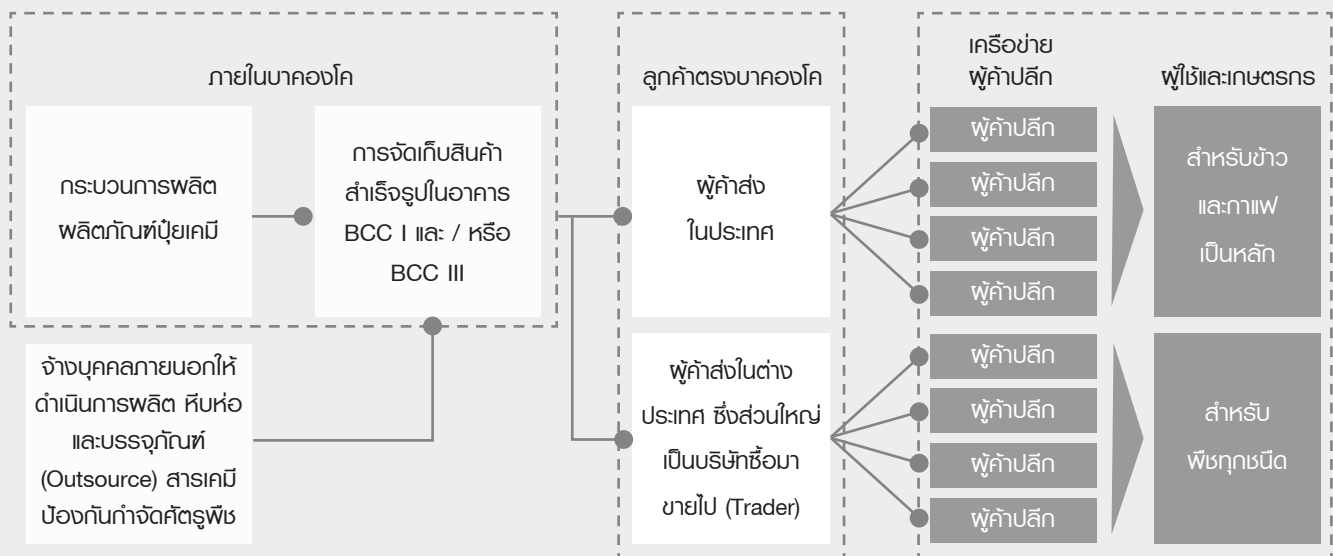 ภายในบาคองโค
กระบวนการผลิต
ผลิตภัณฑ์ปุ๋ยเคมี
การจัดเก็บสินค้า
สำเร็จรูปในอาคาร
BCC I และ / หรือ
BCC III
จ้างบุคคลภายนอกให้
ดำเนินการผลิต หีบห่อ
และบรรจุภัณฑ์
(Outsource) สารเคมี
ป้องกันกำจัดศัตรูพืช
ลูกค้าตรงบาคองโค
ผู้ค้าส่ง
ในประเทศ
ผู้ค้าส่งในต่าง
ประเทศ ซึ่งส่วนใหญ่
เป็นบริษัทซื้อมา
ขายไป (Trader)
เครือข่าย
ผู้ค้าปลีก
ผู้ค้าปลีก
ผู้ค้าปลีก
ผู้ค้าปลีก
ผู้ค้าปลีก
ผู้ค้าปลีก
ผู้ค้าปลีก
ผู้ค้าปลีก
ผู้ค้าปลีก
ผู้ใช้และเกษตรกร
สำหรับข้าว
และกาแฟ
เป็นหลัก
สำหรับ
พืชทุกชนิด